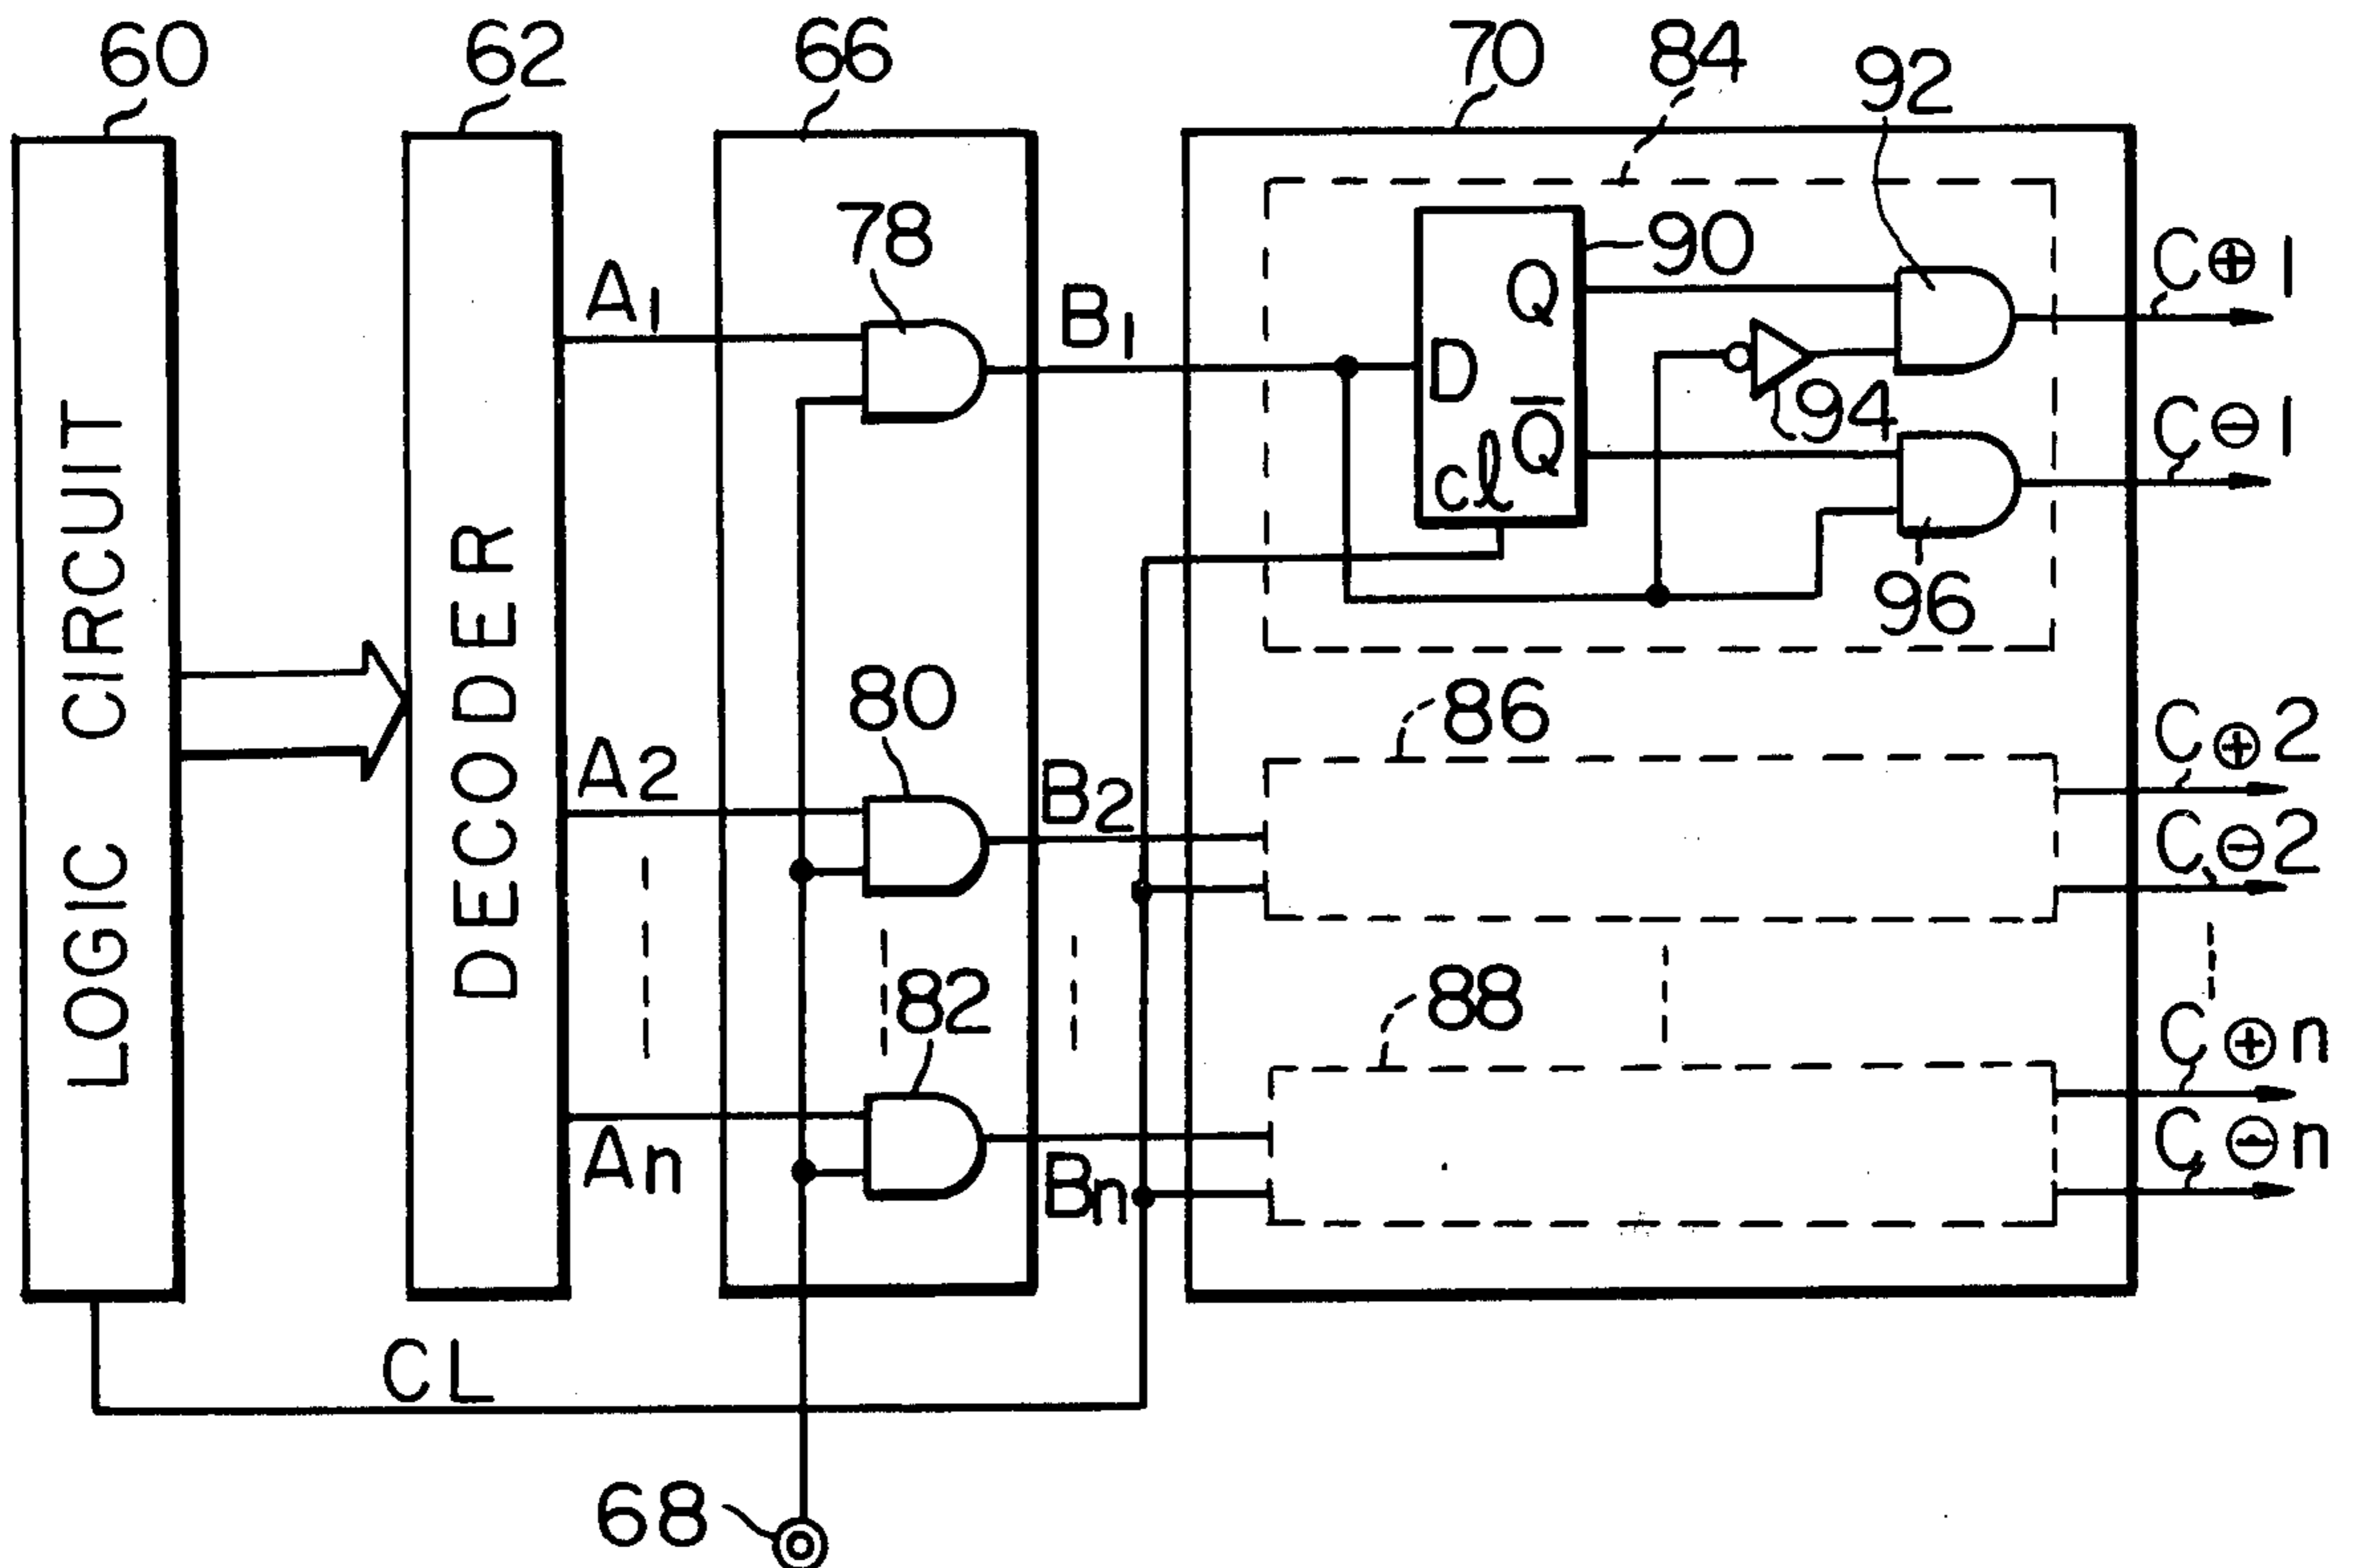 60
62
66
70
84
92
78
90
Q
C⊕1
A1
B1
D
94
C⊖1
Q̅
cl
96
LOGIC CIRCUIT
DECODER
80
86
C⊕2
A2
B2
C⊖2
82
88
C⊕n
An
Bn
C⊖n
CL
68